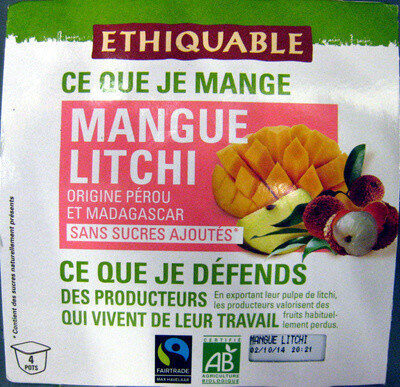 ETHIQUABLE
CE QUE JE MANGE
MANGUE
LITCHI
ORIGINE PÉROU
ET MADAGASCAR
SANS SUCRES AJOUTÉS*
* Contient des sucres naturellement présents
CE QUE JE DÉFENDS
DES PRODUCTEURS
QUI VIVENT DE LEUR TRAVAIL
En exportant leur pulpe de litchi,
les producteurs valorisent des
fruits habituel-
lement perdus.
4
POTS
FAIRTRADE
MAX HAVELAAR
CERTIFIÉ
AB
AGRICULTURE
BIOLOGIQUE
MANGUE LITCHI
02/10/14 20:21